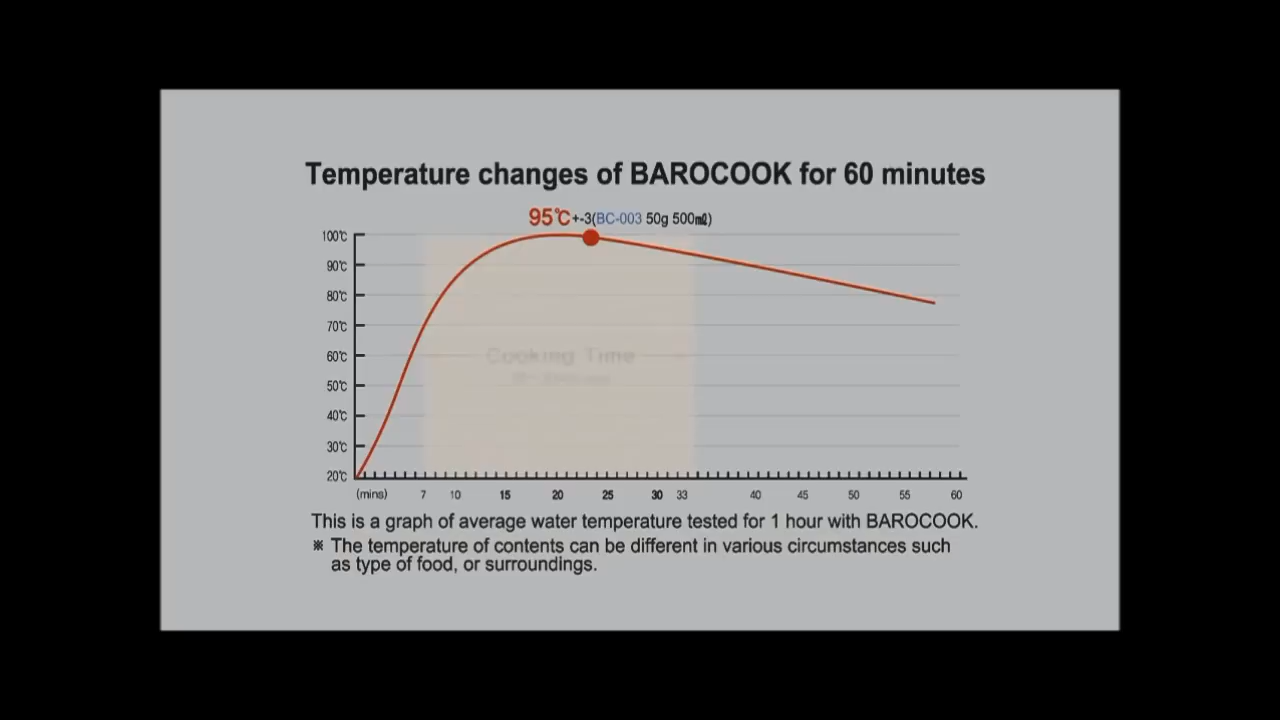 Temperature changes of BAROCOOK for 60 minutes
95℃+-3(BC-003 50g 500㎖)
100℃
90℃
80℃
70℃
60℃
50℃
40℃
30℃
20℃
Cooking Time
(mins) 7 10 15 20 25 30 33 40 45 50 55 60
This is a graph of average water temperature tested for 1 hour with BAROCOOK.
※ The temperature of contents can be different in various circumstances such
as type of food, or surroundings.